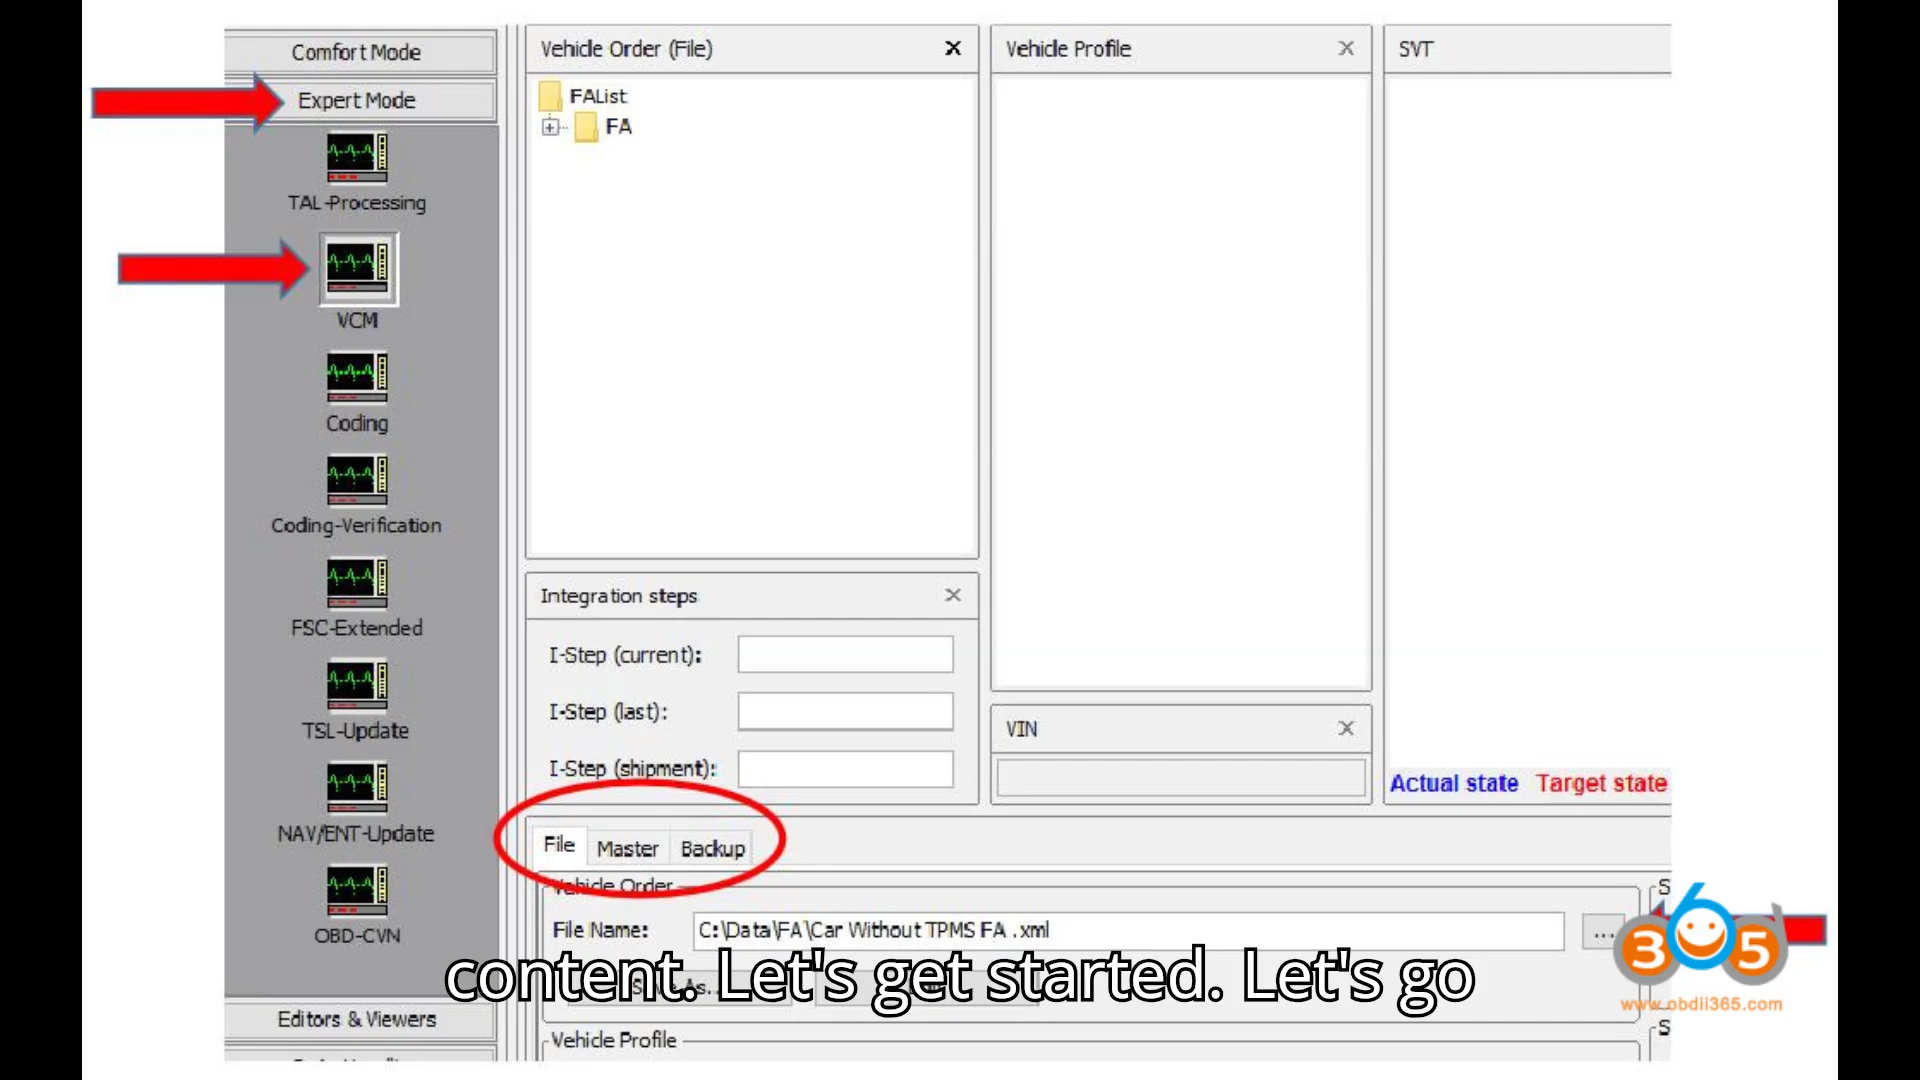 Comfort Mode
Expert Mode
TAL-Processing
VCM
Coding
Coding-Verification
FSC-Extended
TSL-Update
NAV/ENT-Update
OBD-CVN
Editors & Viewers
Vehicle Order (File)
FAList
FA
Integration steps
I-Step (current):
I-Step (last):
I-Step (shipment):
Vehicle Profile
VIN
SVT
Actual state Target state
File Master Backup
Vehicle Order
File Name: C:\Data\FA\Car Without TPMS FA .xml ...
content. Let's get started. Let's go
Vehicle Profile
365
www.obdii365.com